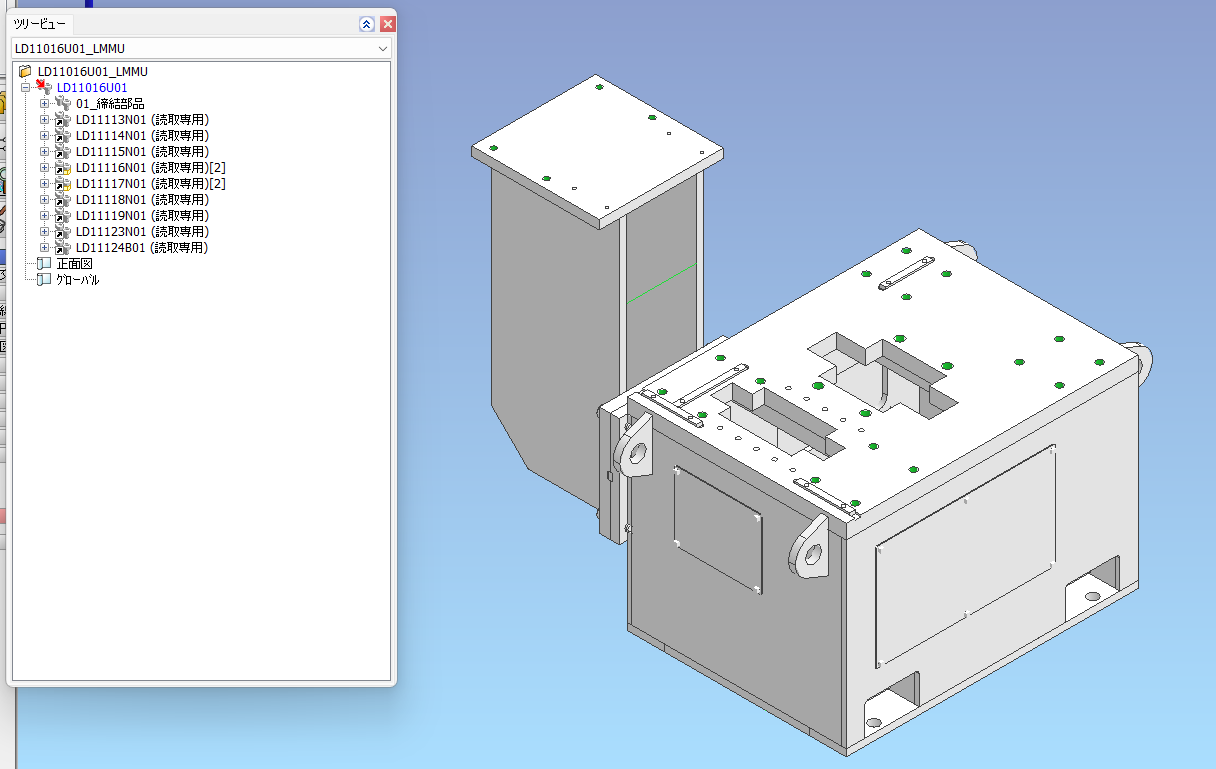 ツリービュー
LD11016U01_LMMU
LD11016U01_LMMU
LD11016U01
01_締結部品
LD11113N01 (読取専用)
LD11114N01 (読取専用)
LD11115N01 (読取専用)
LD11116N01 (読取専用)[2]
LD11117N01 (読取専用)[2]
LD11118N01 (読取専用)
LD11119N01 (読取専用)
LD11123N01 (読取専用)
LD11124B01 (読取専用)
正面図
グローバル